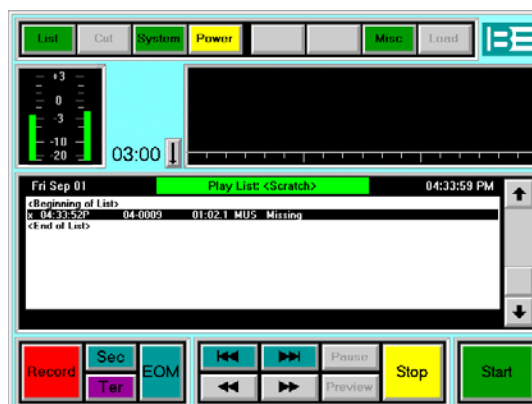 List Cut System Power Misc Load BE
+3
0
-3
-10
-20
03:00
Fri Sep 01 Play List: <Scratch> 04:33:59 PM
<Beginning of List>
x 04:33:52P 04-0009 01:02.1 MUS Missing
<End of List>
Record Sec Ter EOM Pause Preview Stop Start